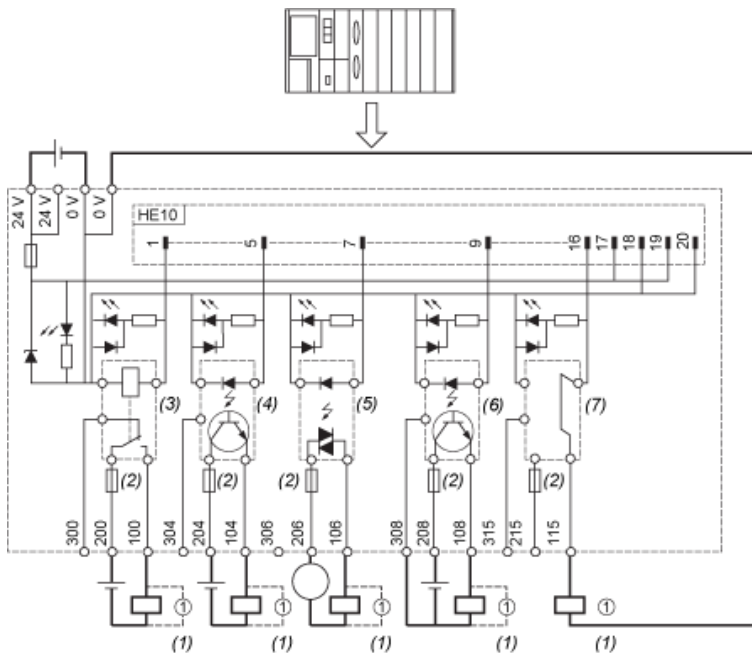 24 V 24 V 0 V 0 V
HE10
1 5 7 9 16 17 18 19 20
(3) (4) (5) (6) (7)
(2) (2) (2) (2) (2)
300 200 100 304 204 104 306 206 106 308 208 108 315 215 115
1 1 1 1 1
(1) (1) (1) (1) (1)